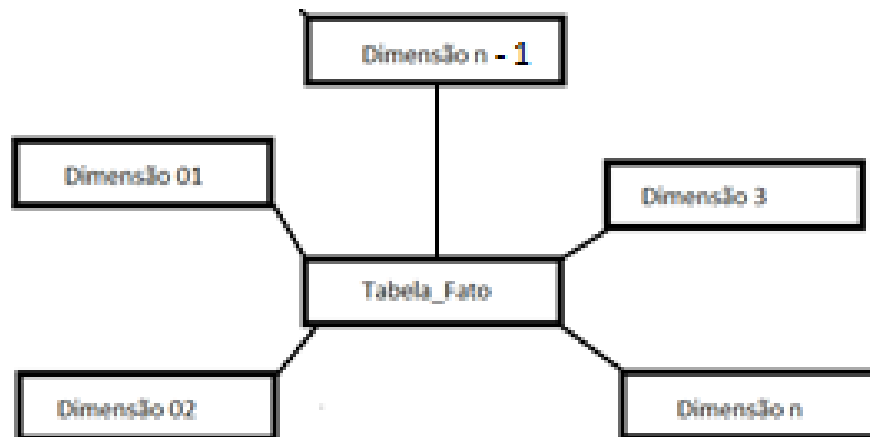 Dimensão n - 1
Dimensão 01
Dimensão 3
Tabela_Fato
Dimensão 02
Dimensão n